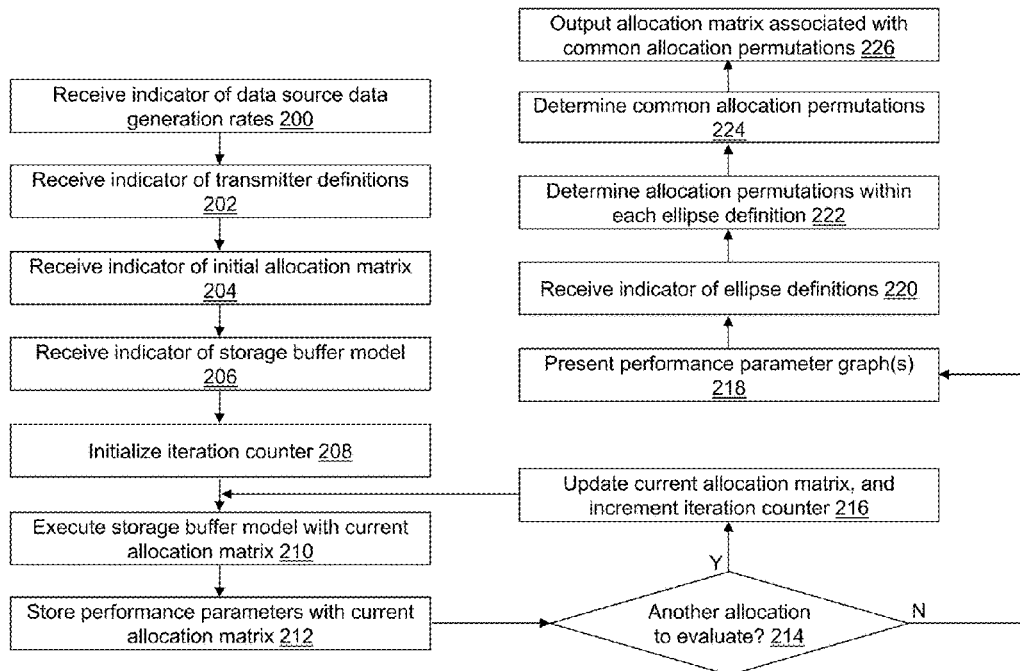 Receive indicator of data source data
generation rates 200
Receive indicator of transmitter definitions
202
Receive indicator of initial allocation matrix
204
Receive indicator of storage buffer model
206
Initialize iteration counter 208
Execute storage buffer model with current
allocation matrix 210
Store performance parameters with current
allocation matrix 212
Another allocation
to evaluate? 214
Y
N
Update current allocation matrix, and
increment iteration counter 216
Present performance parameter graph(s)
218
Receive indicator of ellipse definitions 220
Determine allocation permutations within
each ellipse definition 222
Determine common allocation permutations
224
Output allocation matrix associated with
common allocation permutations 226